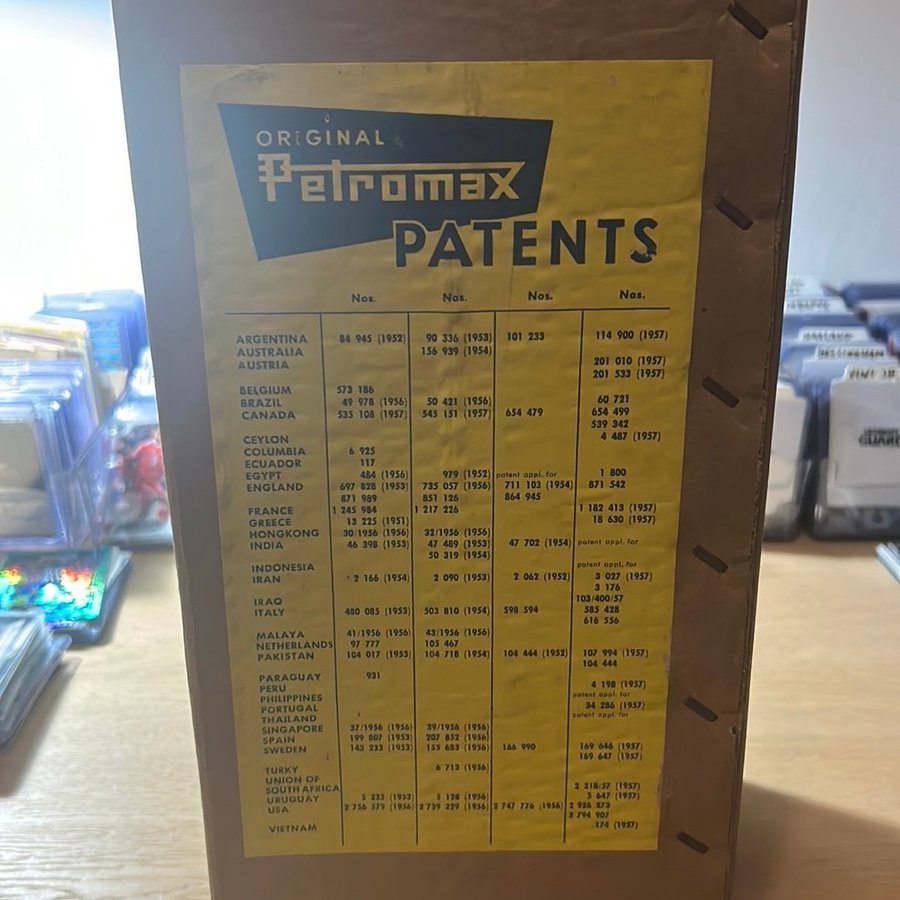 ORIGINAL
Petromax
PATENTS
Nos. Nos. Nos. Nos.
ARGENTINA 84 945 (1952) 90 336 (1953) 101 233 114 900 (1957)
AUSTRALIA 156 939 (1954)
AUSTRIA 201 010 (1957)
201 533 (1957)
BELGIUM 573 186
BRAZIL 49 978 (1956) 50 421 (1956) 60 721
CANADA 535 108 (1957) 545 151 (1957) 654 479 654 499
539 342
CEYLON 4 487 (1957)
COLUMBIA 6 925
ECUADOR 117
EGYPT 484 (1956) 979 (1952) patent appl. for 1 800
ENGLAND 697 828 (1953) 735 057 (1956) 711 103 (1954) 871 542
871 989 851 126 864 945
FRANCE 1 245 984 1 217 226 1 182 413 (1957)
GREECE 13 225 (1951) 18 630 (1957)
HONGKONG 30/1956 (1956) 32/1956 (1956)
INDIA 46 398 (1953) 47 489 (1953) 47 702 (1954) patent appl. for
50 319 (1954)
INDONESIA patent appl. for
IRAN 2 166 (1954) 2 090 (1953) 2 062 (1952) 3 027 (1957)
3 176
IRAQ 103/400/57
ITALY 480 085 (1953) 503 810 (1954) 598 594 585 428
616 556
MALAYA 41/1956 (1956) 43/1956 (1956)
NETHERLANDS 97 777 105 467
PAKISTAN 104 017 (1953) 104 718 (1954) 104 444 (1952) 107 994 (1957)
104 444
PARAGUAY 931
PERU 4 198 (1957)
PHILIPPINES patent appl. for
PORTUGAL 34 286 (1957)
THAILAND patent appl. for
SINGAPORE 37/1956 (1956) 39/1956 (1956)
SPAIN 199 807 (1953) 207 852 (1956)
SWEDEN 143 233 (1953) 153 683 (1956) 166 990 169 646 (1957)
169 647 (1957)
TURKY 6 713 (1956)
UNION OF
SOUTH AFRICA 2 218/57 (1957)
URUGUAY 5 225 (1953) 5 128 (1956) 5 647 (1957)
USA 2 756 579 (1956) 2 739 229 (1956) 2 747 776 (1956) 2 926 273
2 794 907
VIETNAM 174 (1957)
BELLINGHAM
GUARD